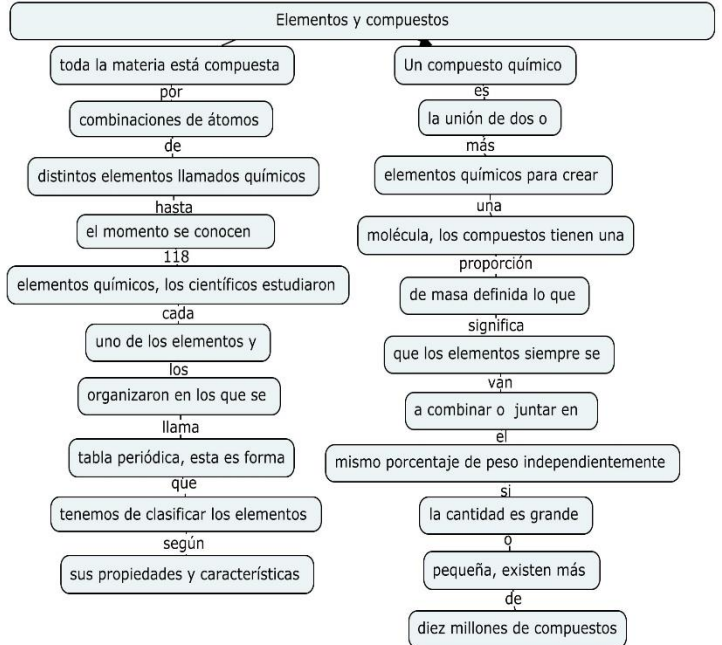 Elementos y compuestos
toda la materia está compuesta
por
combinaciones de átomos
de
distintos elementos llamados químicos
hasta
el momento se conocen
118
elementos químicos, los científicos estudiaron
cada
uno de los elementos y
los
organizaron en los que se
llama
tabla periódica, esta es forma
que
tenemos de clasificar los elementos
según
sus propiedades y características
Un compuesto químico
es
la unión de dos o
más
elementos químicos para crear
una
molécula, los compuestos tienen una
proporción
de masa definida lo que
significa
que los elementos siempre se
van
a combinar o juntar en
el
mismo porcentaje de peso independientemente
si
la cantidad es grande
o
pequeña, existen más
de
diez millones de compuestos